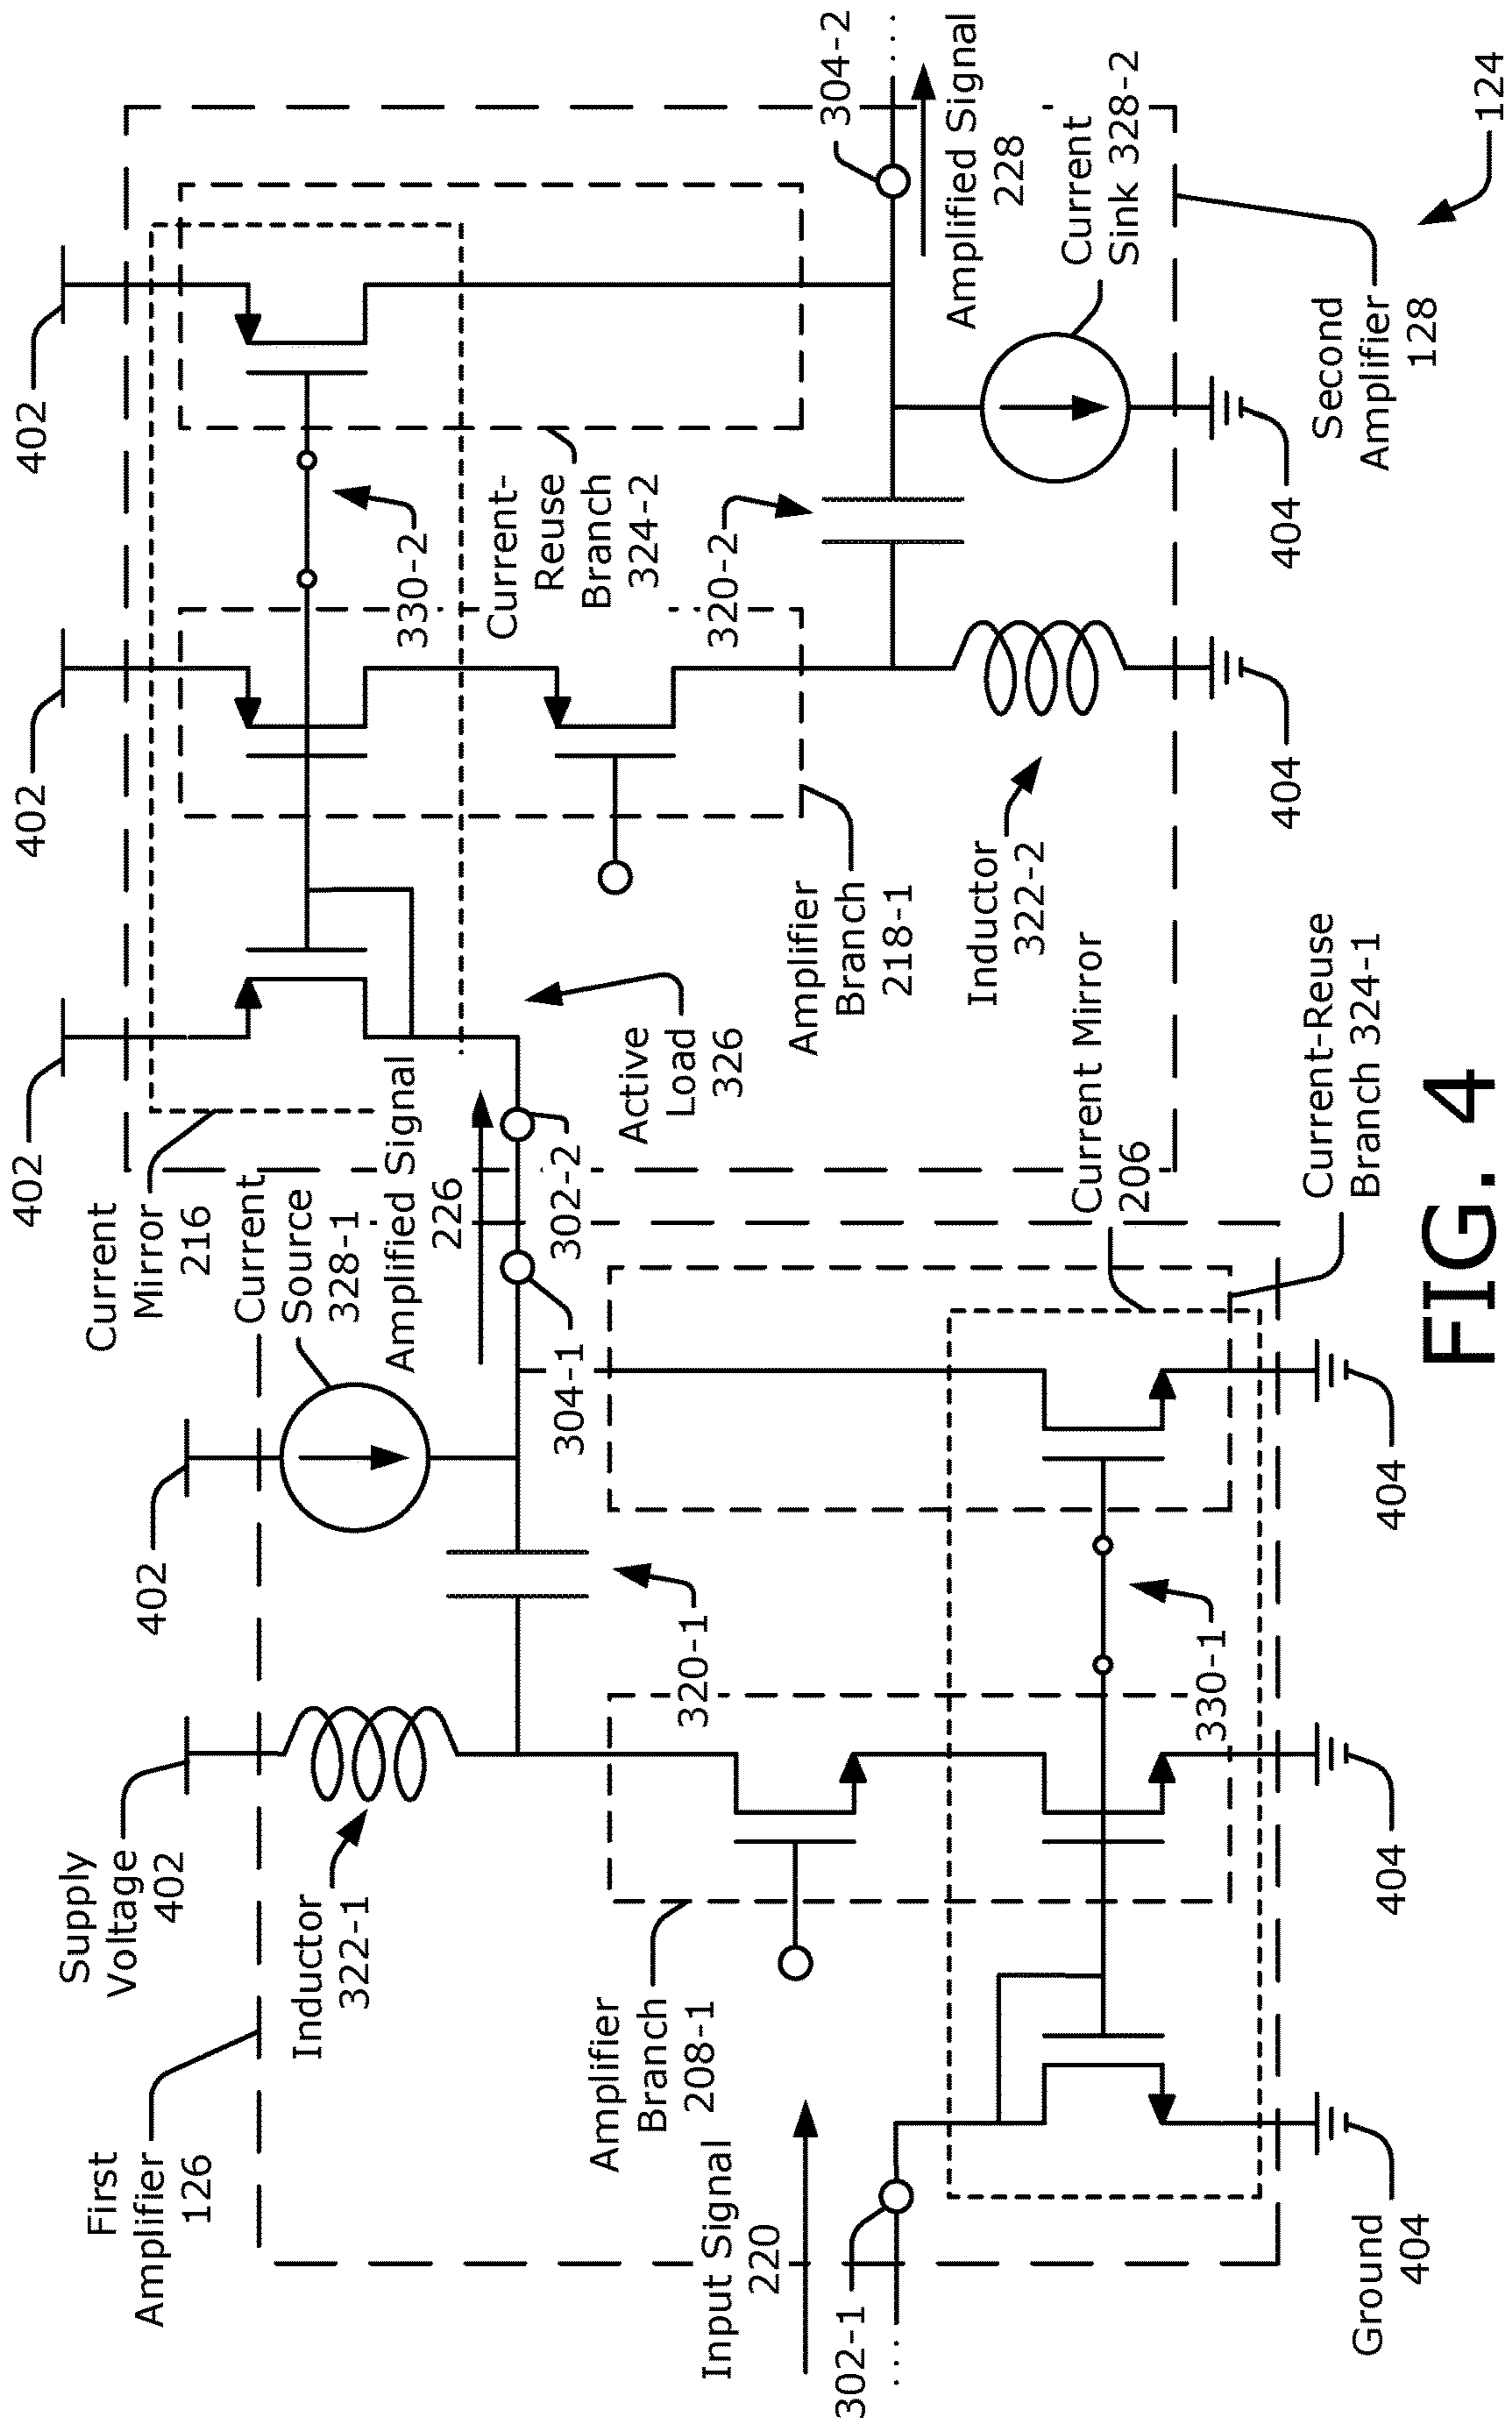 Supply
Voltage
402
402
402
402
402
First
Amplifier
126
Current
Mirror
216
Current
Source
328-1
Inductor
322-1
Amplified Signal
226
330-2
Current-
Reuse
Branch
324-2
304-1
302-2
Active
Load
326
320-1
320-2
304-2
Amplified Signal
228
Current
Sink 328-2
Amplifier
Branch
208-1
Amplifier
Branch
218-1
Inductor
322-2
Input Signal
220
302-1
330-1
Current Mirror
206
Current-Reuse
Branch 324-1
Second
Amplifier
128
Ground
404
404
404
404
404
124
FIG. 4